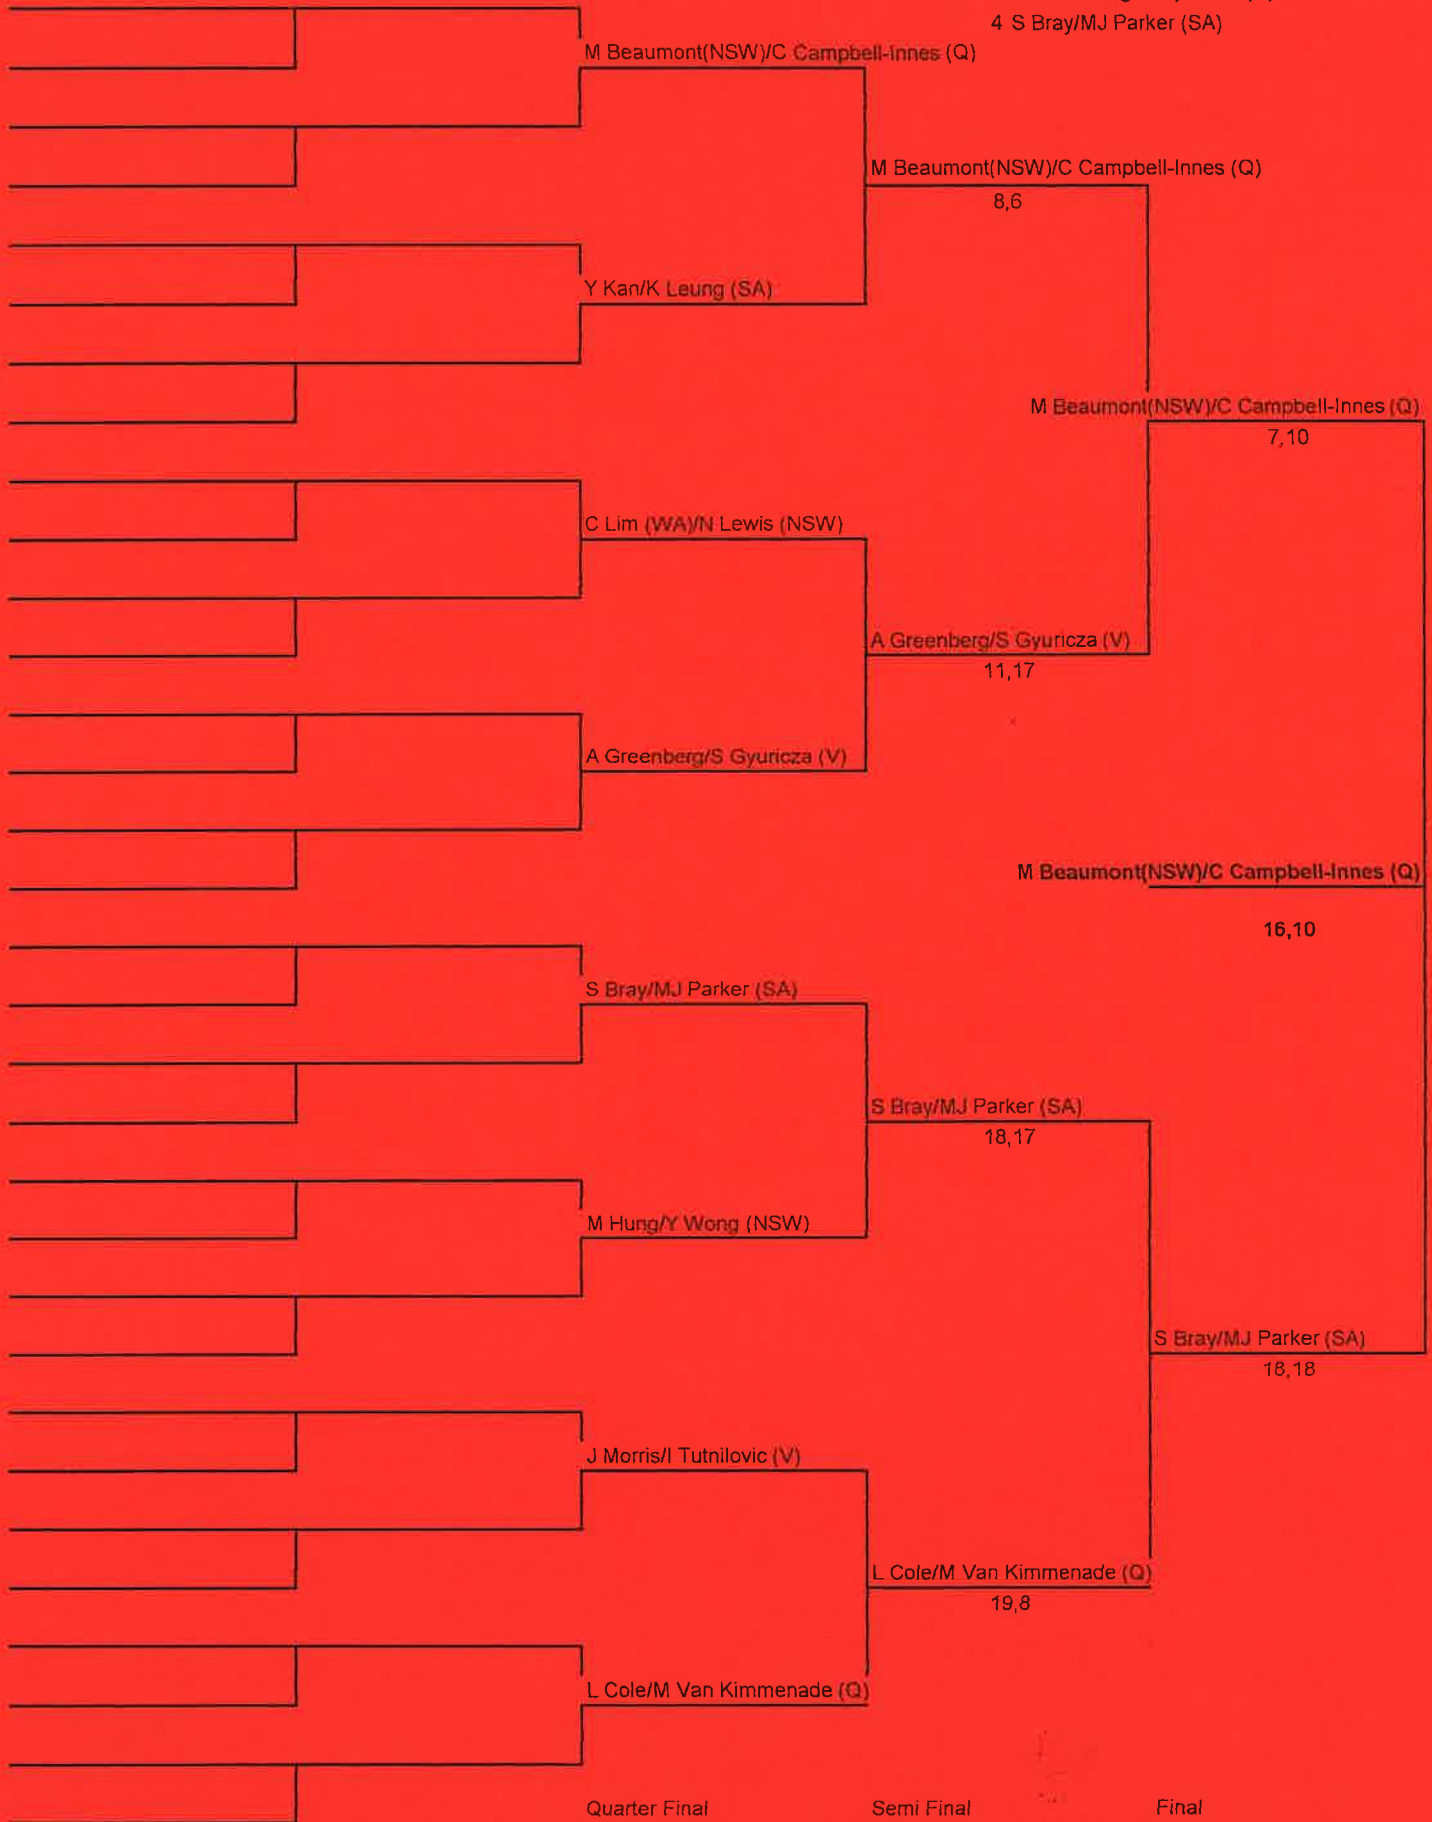 4 S Bray/MJ Parker (SA)
M Beaumont(NSW)/C Campbell-Innes (Q)
M Beaumont(NSW)/C Campbell-Innes (Q)
8,6
Y Kan/K Leung (SA)
M Beaumont(NSW)/C Campbell-Innes (Q)
7,10
C Lim (WA)/N Lewis (NSW)
A Greenberg/S Gyuricza (V)
11,17
A Greenberg/S Gyuricza (V)
M Beaumont(NSW)/C Campbell-Innes (Q)
16,10
S Bray/MJ Parker (SA)
S Bray/MJ Parker (SA)
18,17
M Hung/Y Wong (NSW)
S Bray/MJ Parker (SA)
18,18
J Morris/I Tutnilovic (V)
L Cole/M Van Kimmenade (Q)
19,8
L Cole/M Van Kimmenade (Q)
Quarter Final Semi Final Final